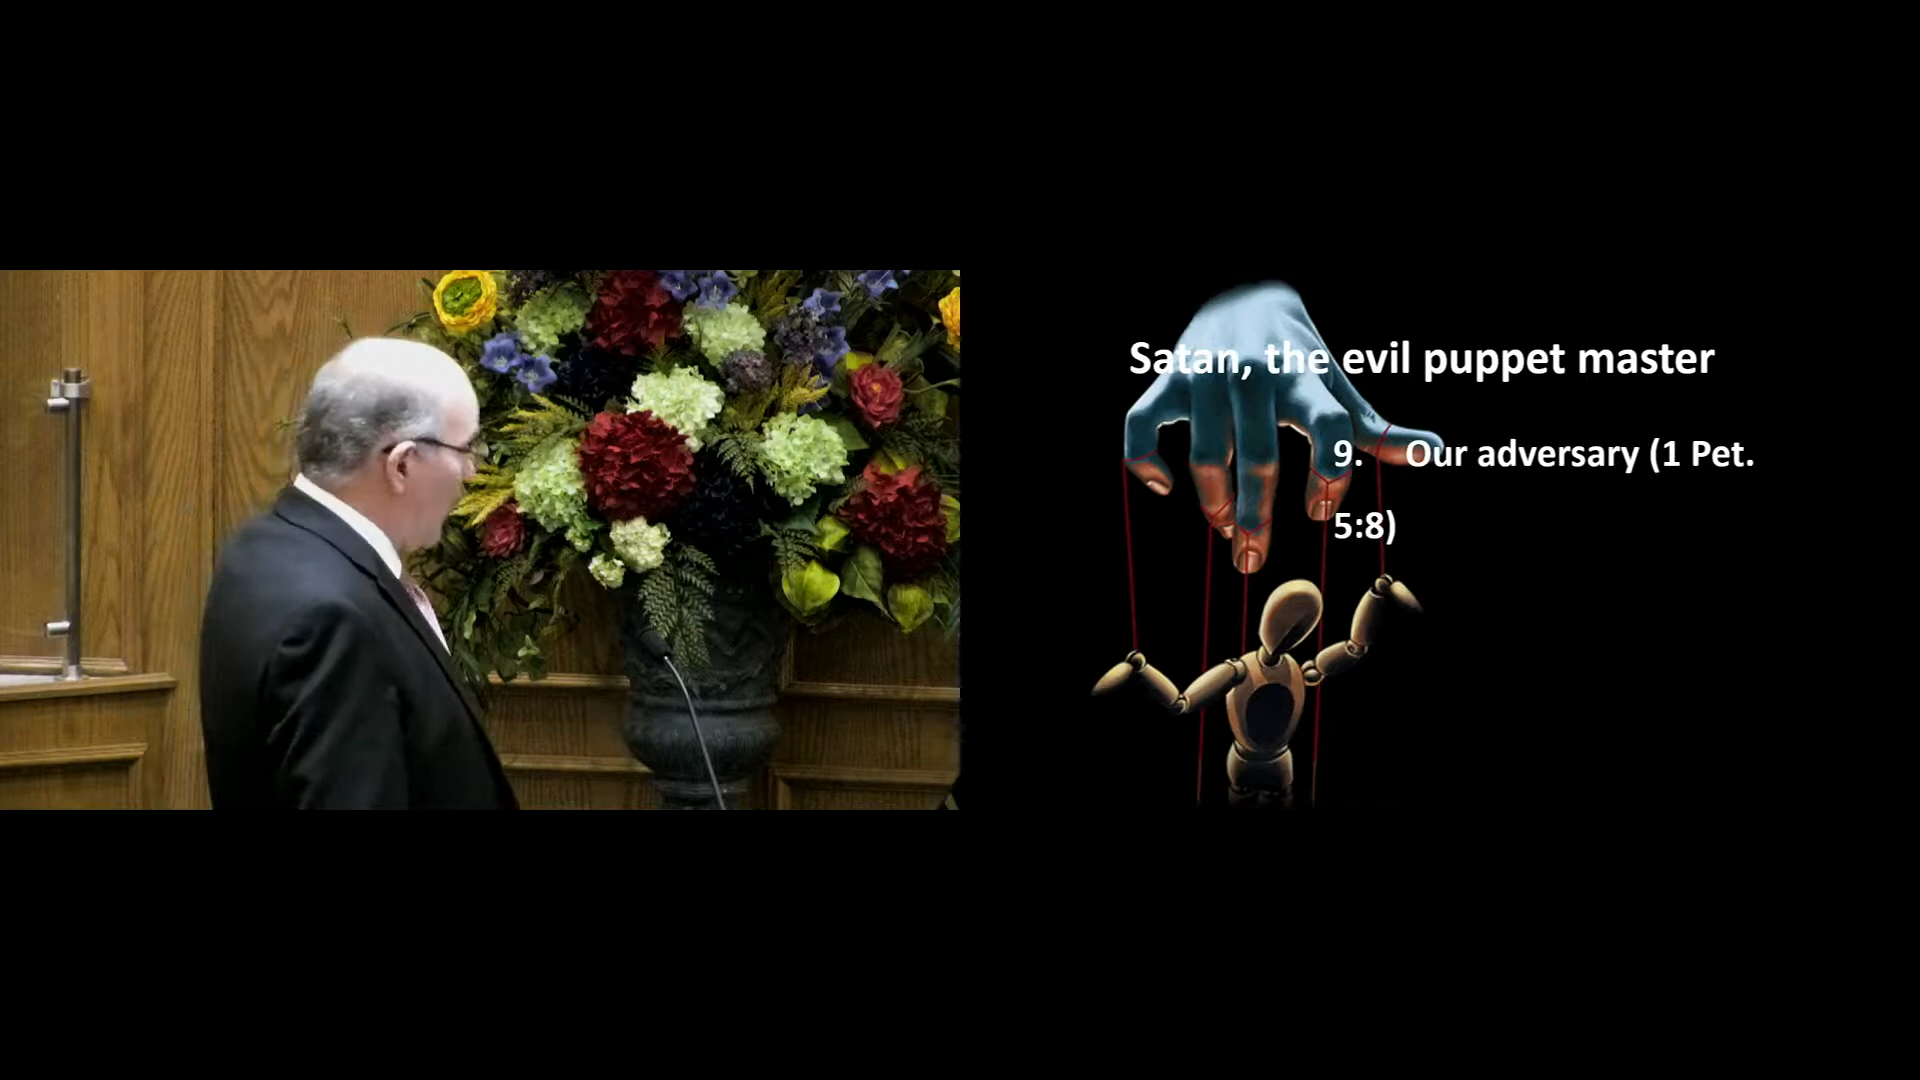 Satan, the evil puppet master
9. Our adversary (1 Pet.
5:8)